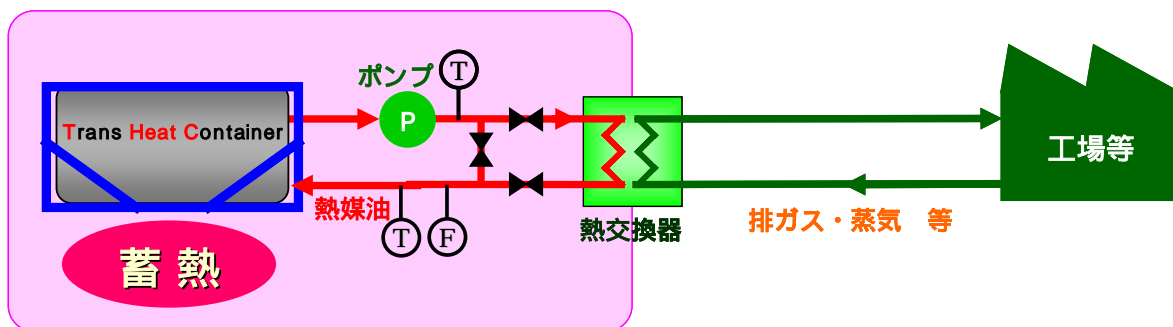 ポンプ
T
P
Trans Heat Container
工場等
熱媒油
T
F
熱交換器
排ガス・蒸気　等
蓄 熱